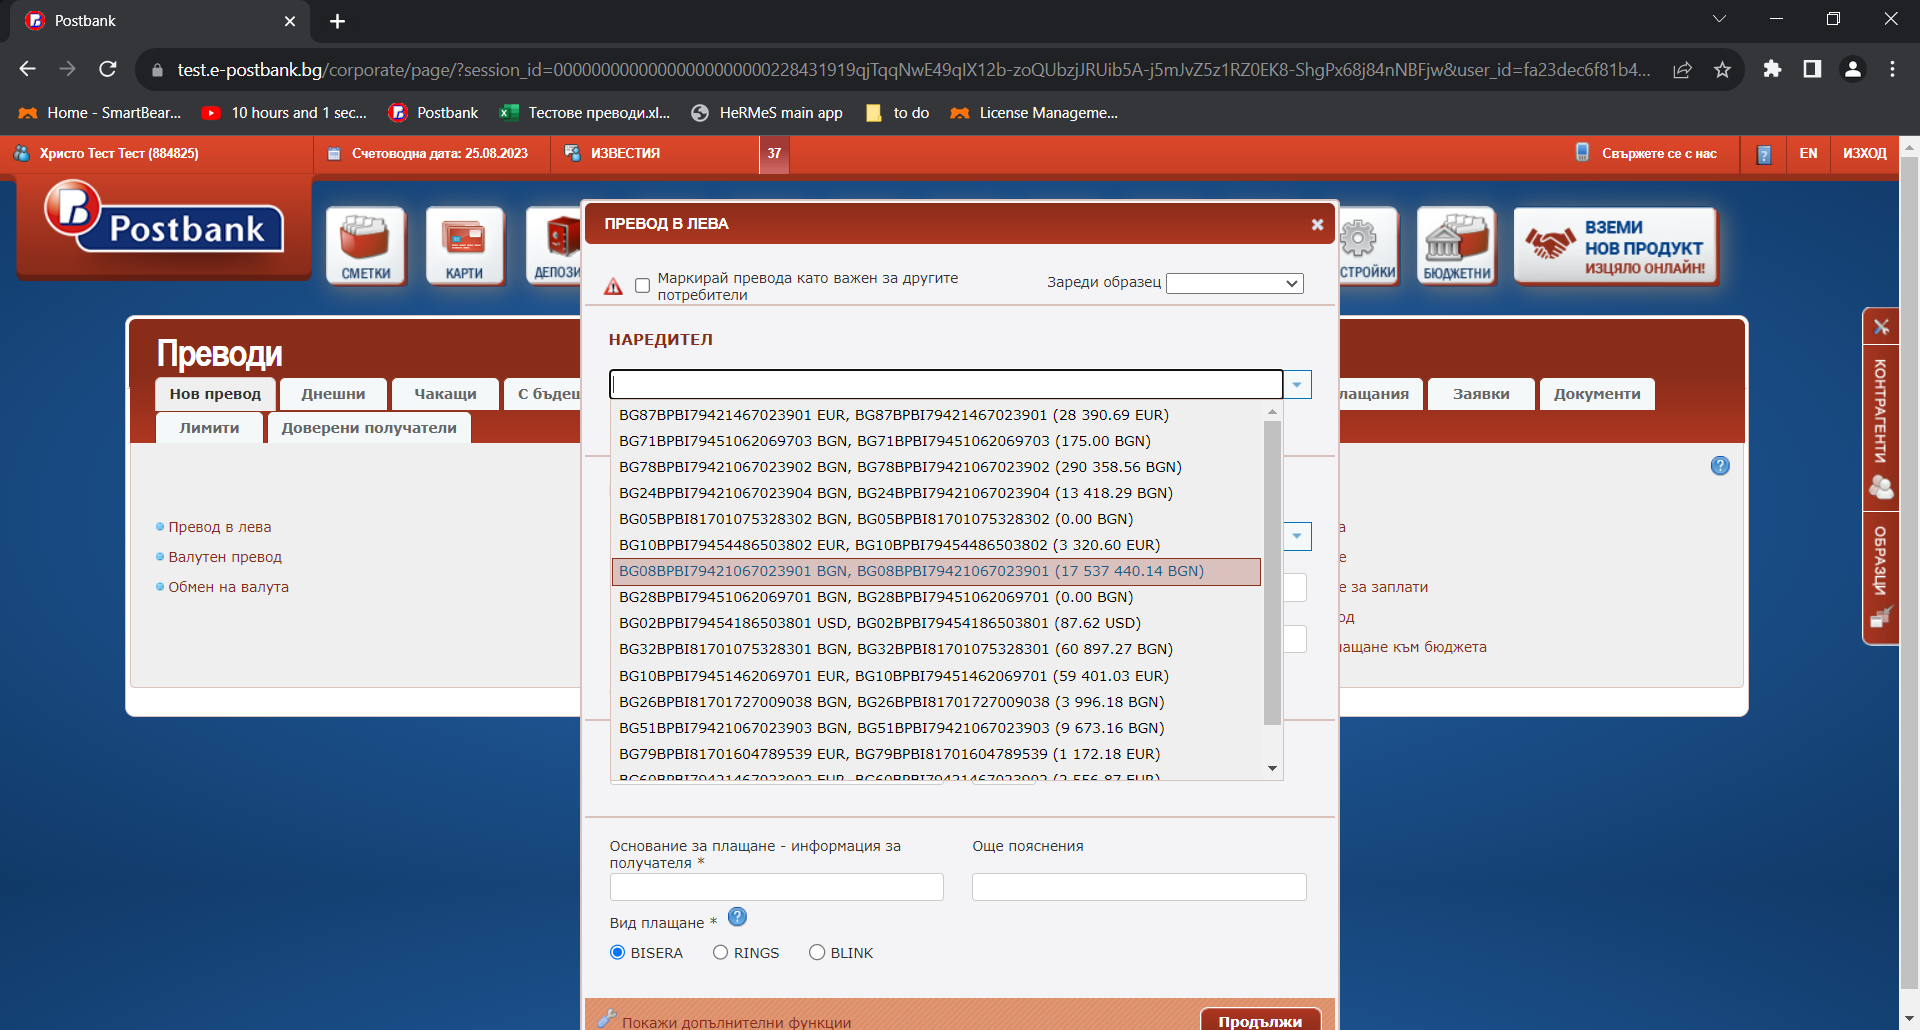 Postbank
test.e-postbank.bg/corporate/page/?session_id=0000000000000000000000228431919qjTqqNwE49qIX12b-zoQUbzjJRUib5A-j5mJvZ5z1RZ0EK8-ShgPx68j84nNBFjw&user_id=fa23dec6f81b4...
Home - SmartBear... 10 hours and 1 sec... Postbank Тестове преводи.xl... HeRMeS main app to do License Manageme...
Христо Тест Тест (884825) Счетоводна дата: 25.08.2023 ИЗВЕСТИЯ 37 Свържете се с нас EN ИЗХОД
Postbank
СМЕТКИ КАРТИ ДЕПОЗИ СТРОЙКИ БЮДЖЕТНИ
ВЗЕМИ
НОВ ПРОДУКТ
ИЗЦЯЛО ОНЛАЙН!
Преводи
Нов превод Днешни Чакащи С бъдещ лащания Заявки Документи
Лимити Доверени получатели
Превод в лева
Валутен превод
Обмен на валута
ПРЕВОД В ЛЕВА
Маркирай превода като важен за другите
потребители
Зареди образец
НАРЕДИТЕЛ
BG87BPBI79421467023901 EUR, BG87BPBI79421467023901 (28 390.69 EUR)
BG71BPBI79451062069703 BGN, BG71BPBI79451062069703 (175.00 BGN)
BG78BPBI79421067023902 BGN, BG78BPBI79421067023902 (290 358.56 BGN)
BG24BPBI79421067023904 BGN, BG24BPBI79421067023904 (13 418.29 BGN)
BG05BPBI81701075328302 BGN, BG05BPBI81701075328302 (0.00 BGN)
BG10BPBI79454486503802 EUR, BG10BPBI79454486503802 (3 320.60 EUR)
BG08BPBI79421067023901 BGN, BG08BPBI79421067023901 (17 537 440.14 BGN)
BG28BPBI79451062069701 BGN, BG28BPBI79451062069701 (0.00 BGN)
BG02BPBI79454186503801 USD, BG02BPBI79454186503801 (87.62 USD)
BG32BPBI81701075328301 BGN, BG32BPBI81701075328301 (60 897.27 BGN)
BG10BPBI79451462069701 EUR, BG10BPBI79451462069701 (59 401.03 EUR)
BG26BPBI81701727009038 BGN, BG26BPBI81701727009038 (3 996.18 BGN)
BG51BPBI79421067023903 BGN, BG51BPBI79421067023903 (9 673.16 BGN)
BG79BPBI81701604789539 EUR, BG79BPBI81701604789539 (1 172.18 EUR)
BG60BPBI79421467023902 EUR, BG60BPBI79421467023902 (2 556.87 EUR)
Основание за плащане - информация за
получателя *
Още пояснения
Вид плащане *
BISERA RINGS BLINK
Покажи допълнителни функции Продължи
а
е
е за заплати
од
лащане към бюджета
КОНТРАГЕНТИ
ОБРАЗЦИ